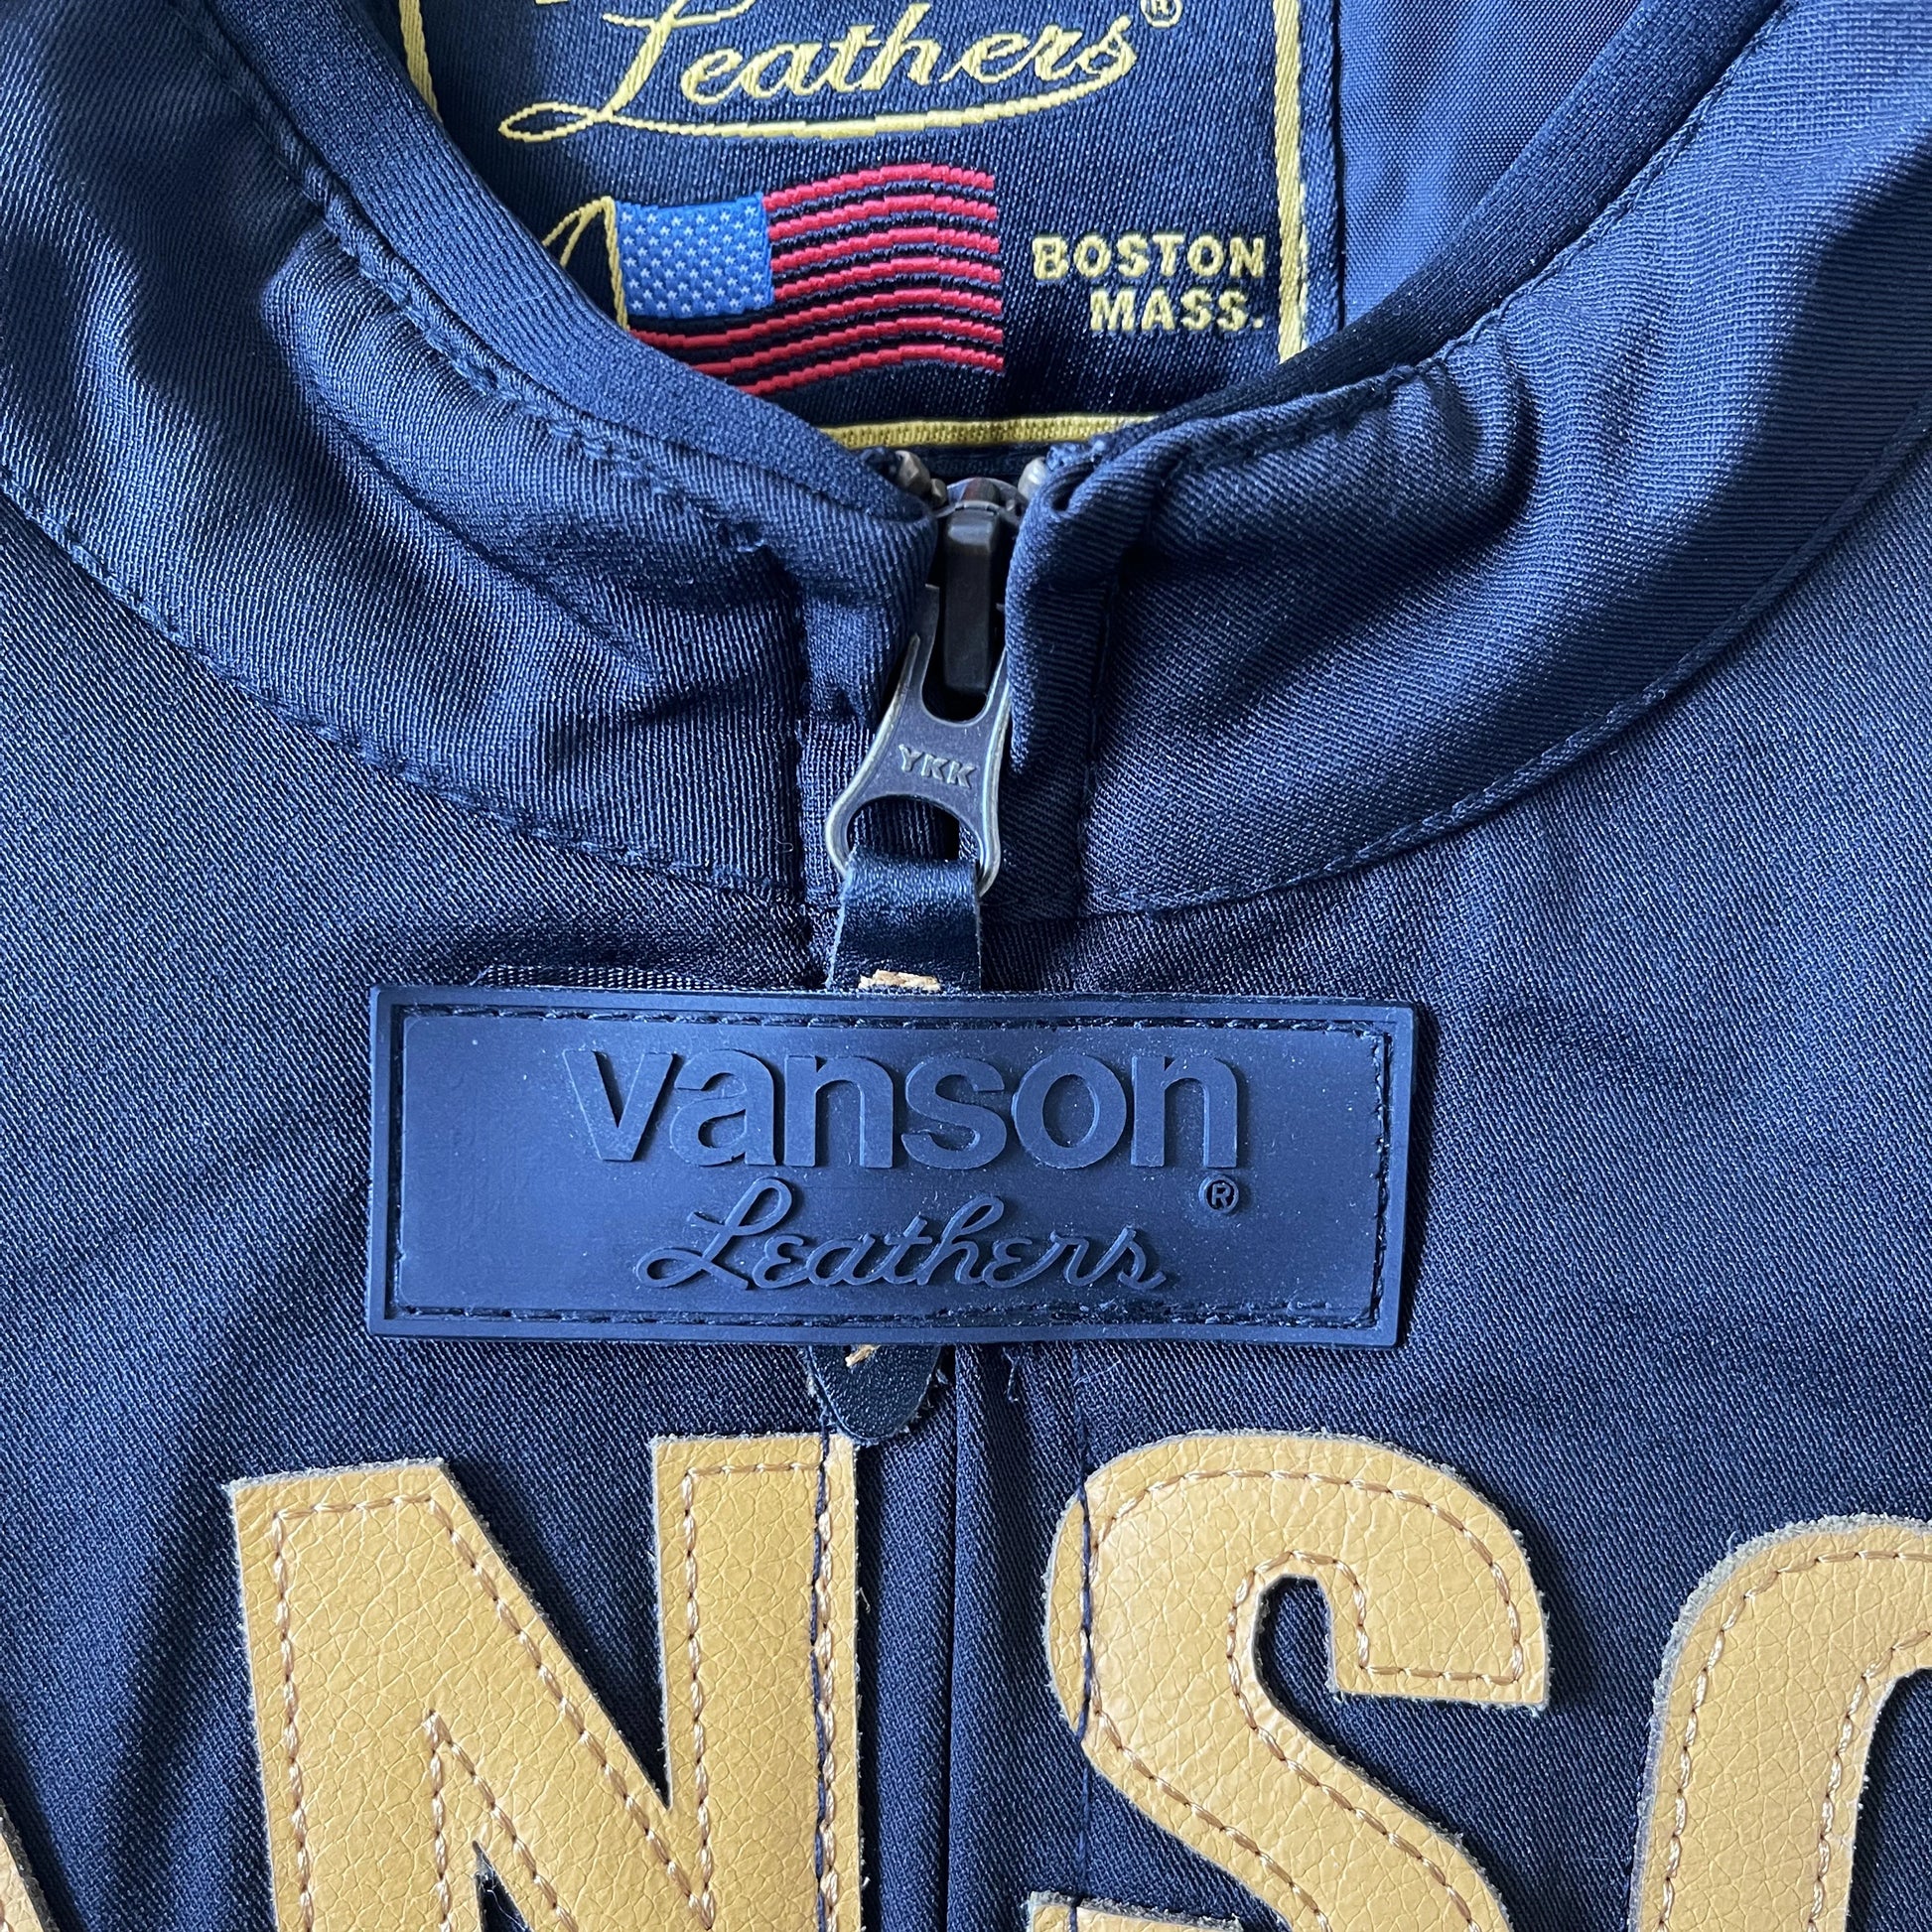 Leathers®
BOSTON
MASS.
YKK
vanson
®
Leathers
NS